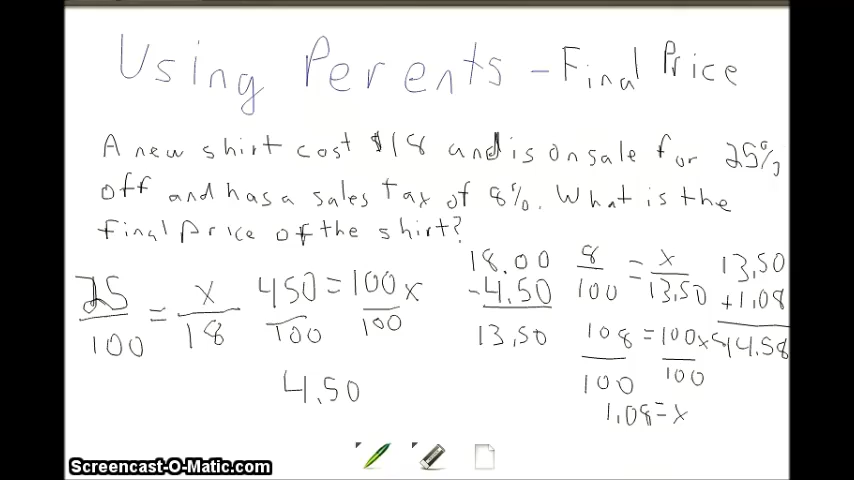 Using Perents - Final Price
A new shirt cost $18 and is on sale for 25%
off and has a sales tax of 8%. What is the
final price of the shirt?
25/100 = x/18
450/100 = 100x/100
4.50
18.00
-4.50
13.50
8/100 = x/13.50
108/100 = 100x/100
1.08 = x
13.50
+1.08
$14.58
Screencast-O-Matic.com